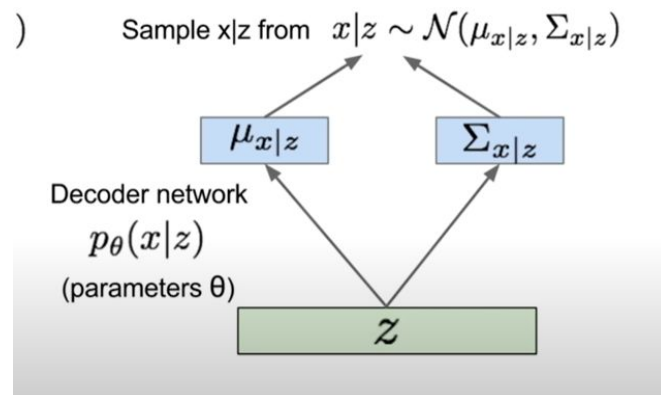 ) Sample x|z from x|z ∼ 𝒩(μ_{x|z}, Σ_{x|z})
μ_{x|z}
Σ_{x|z}
Decoder network
p_θ(x|z)
(parameters θ)
z